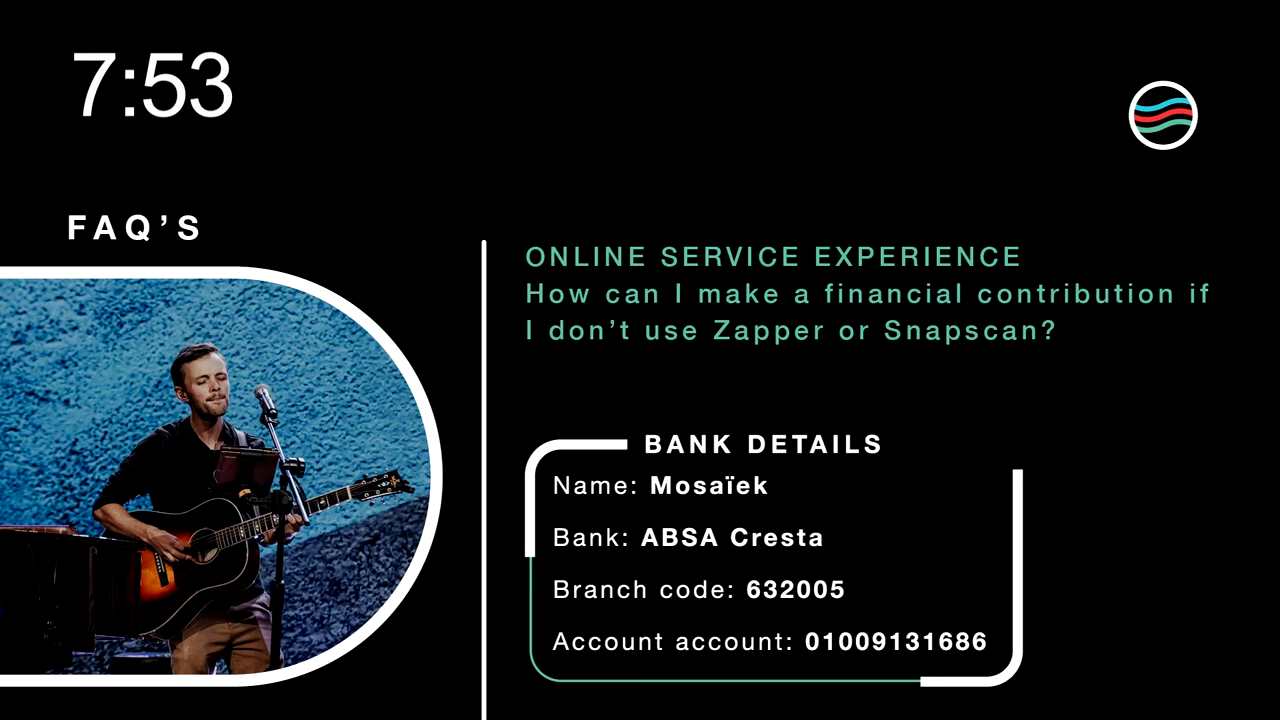 7:53
FAQ’S
ONLINE SERVICE EXPERIENCE
How can I make a financial contribution if
I don’t use Zapper or Snapscan?
BANK DETAILS
Name: Mosaïek
Bank: ABSA Cresta
Branch code: 632005
Account account: 01009131686